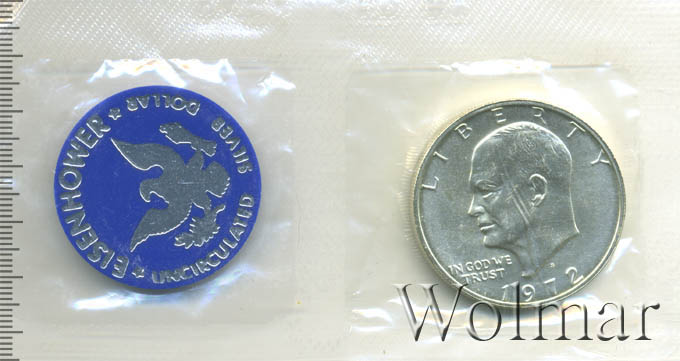 ★ EISENHOWER ★
UNCIRCULATED SILVER DOLLAR
LIBERTY
IN GOD WE
TRUST
1972
Wolmar